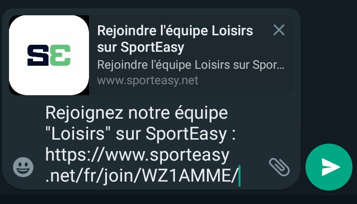 SE
Rejoindre l'équipe Loisirs
sur SportEasy
Rejoindre l'équipe Loisirs sur Spor...
www.sporteasy.net
Rejoignez notre équipe
"Loisirs" sur SportEasy :
https://www.sporteasy
.net/fr/join/WZ1AMME/